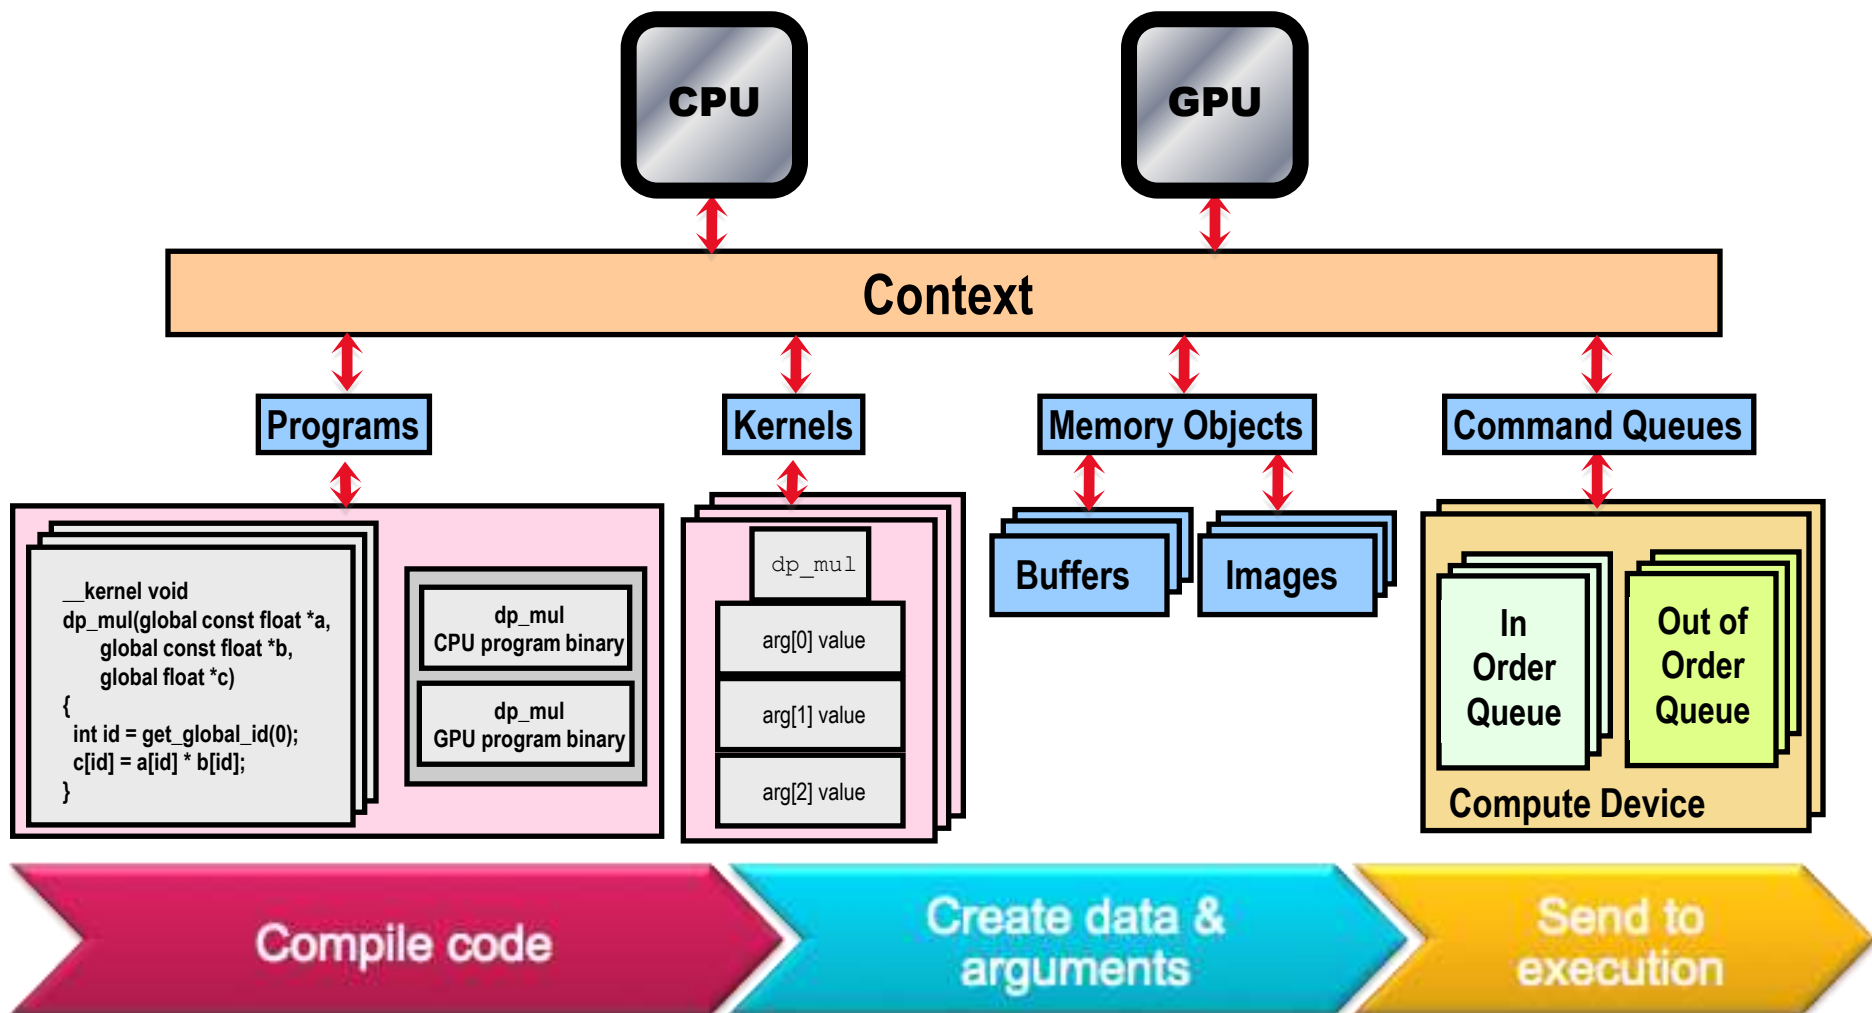 CPU
GPU
Context
Programs
Kernels
Memory Objects
Command Queues
__kernel void
dp_mul(global const float *a,
global const float *b,
global float *c)
{
int id = get_global_id(0);
c[id] = a[id] * b[id];
}
dp_mul
CPU program binary
dp_mul
GPU program binary
dp_mul
arg[0] value
arg[1] value
arg[2] value
Buffers
Images
In
Order
Queue
Out of
Order
Queue
Compute Device
Compile code
Create data &
arguments
Send to
execution